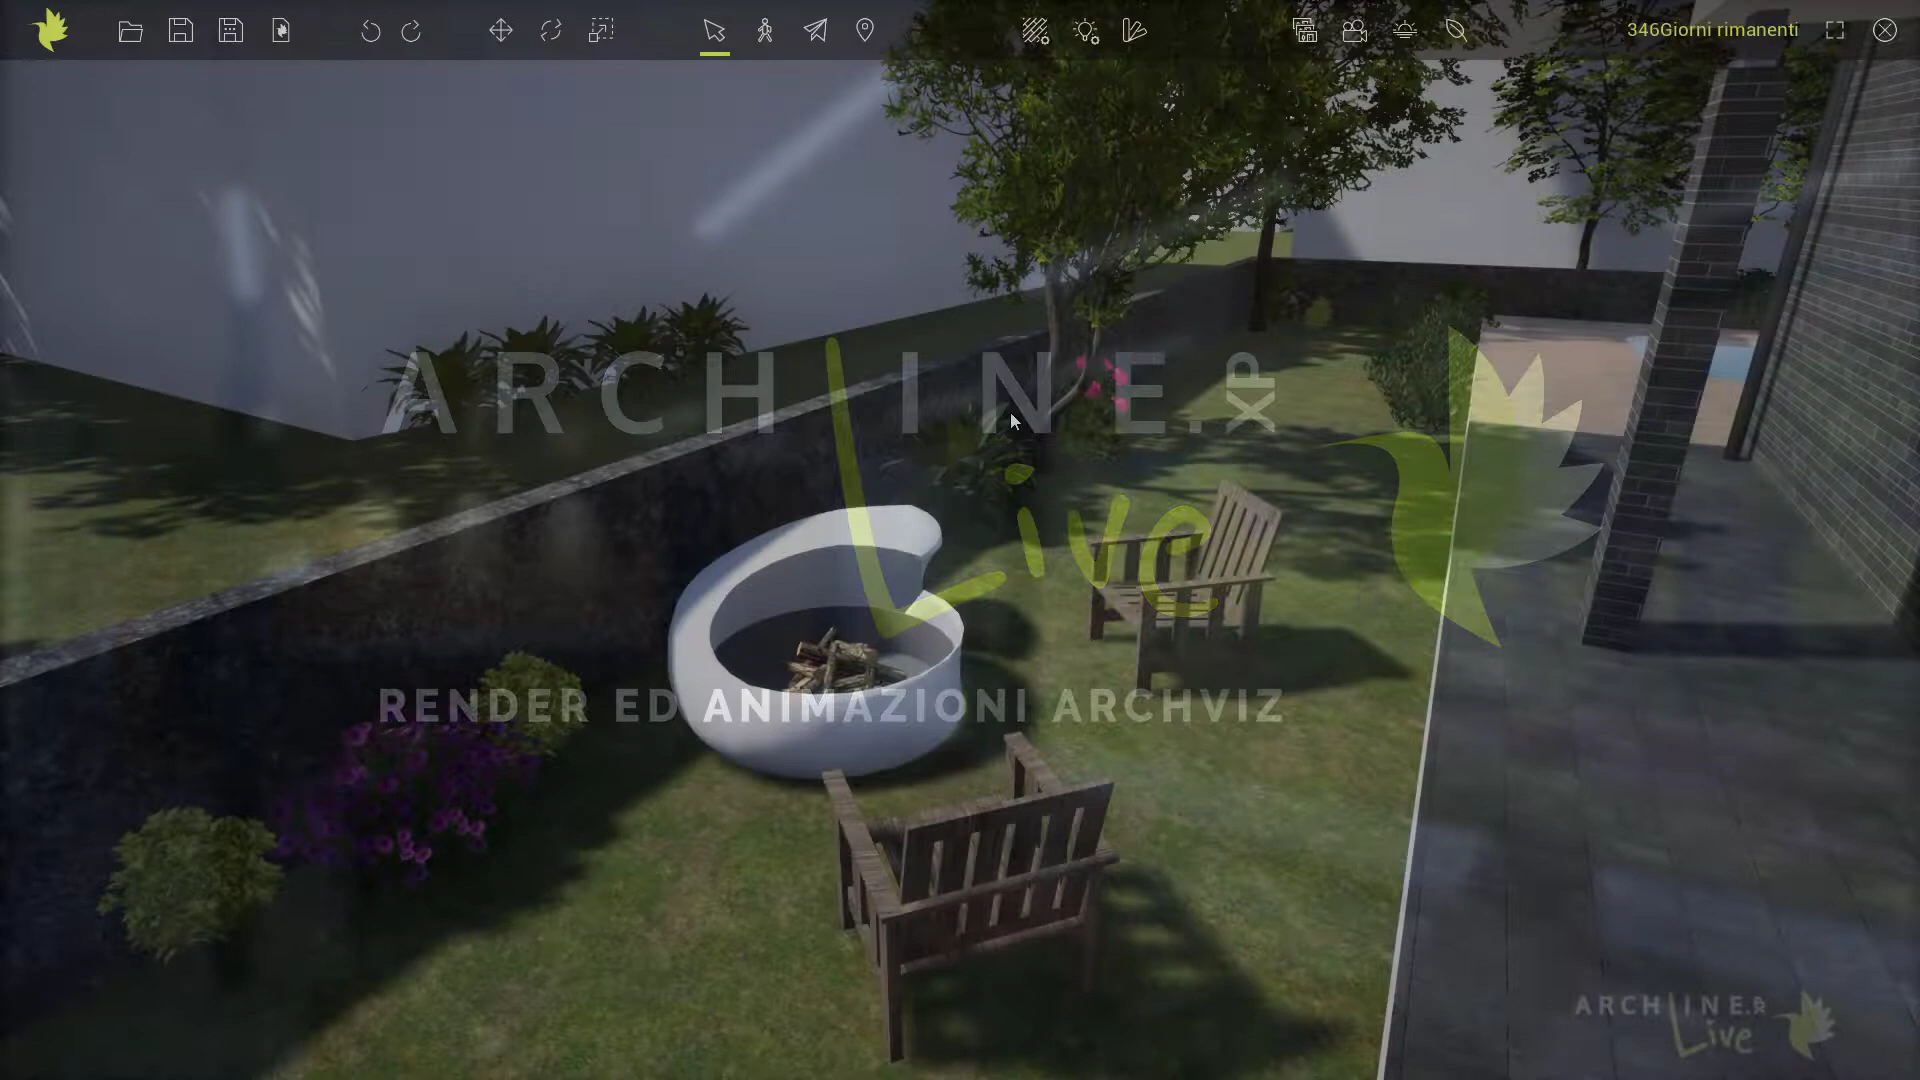 346Giorni rimanenti
ARCHLINE.XP
Live
RENDER ED ANIMAZIONI ARCHVIZ
ARCHLINE.XP
Live